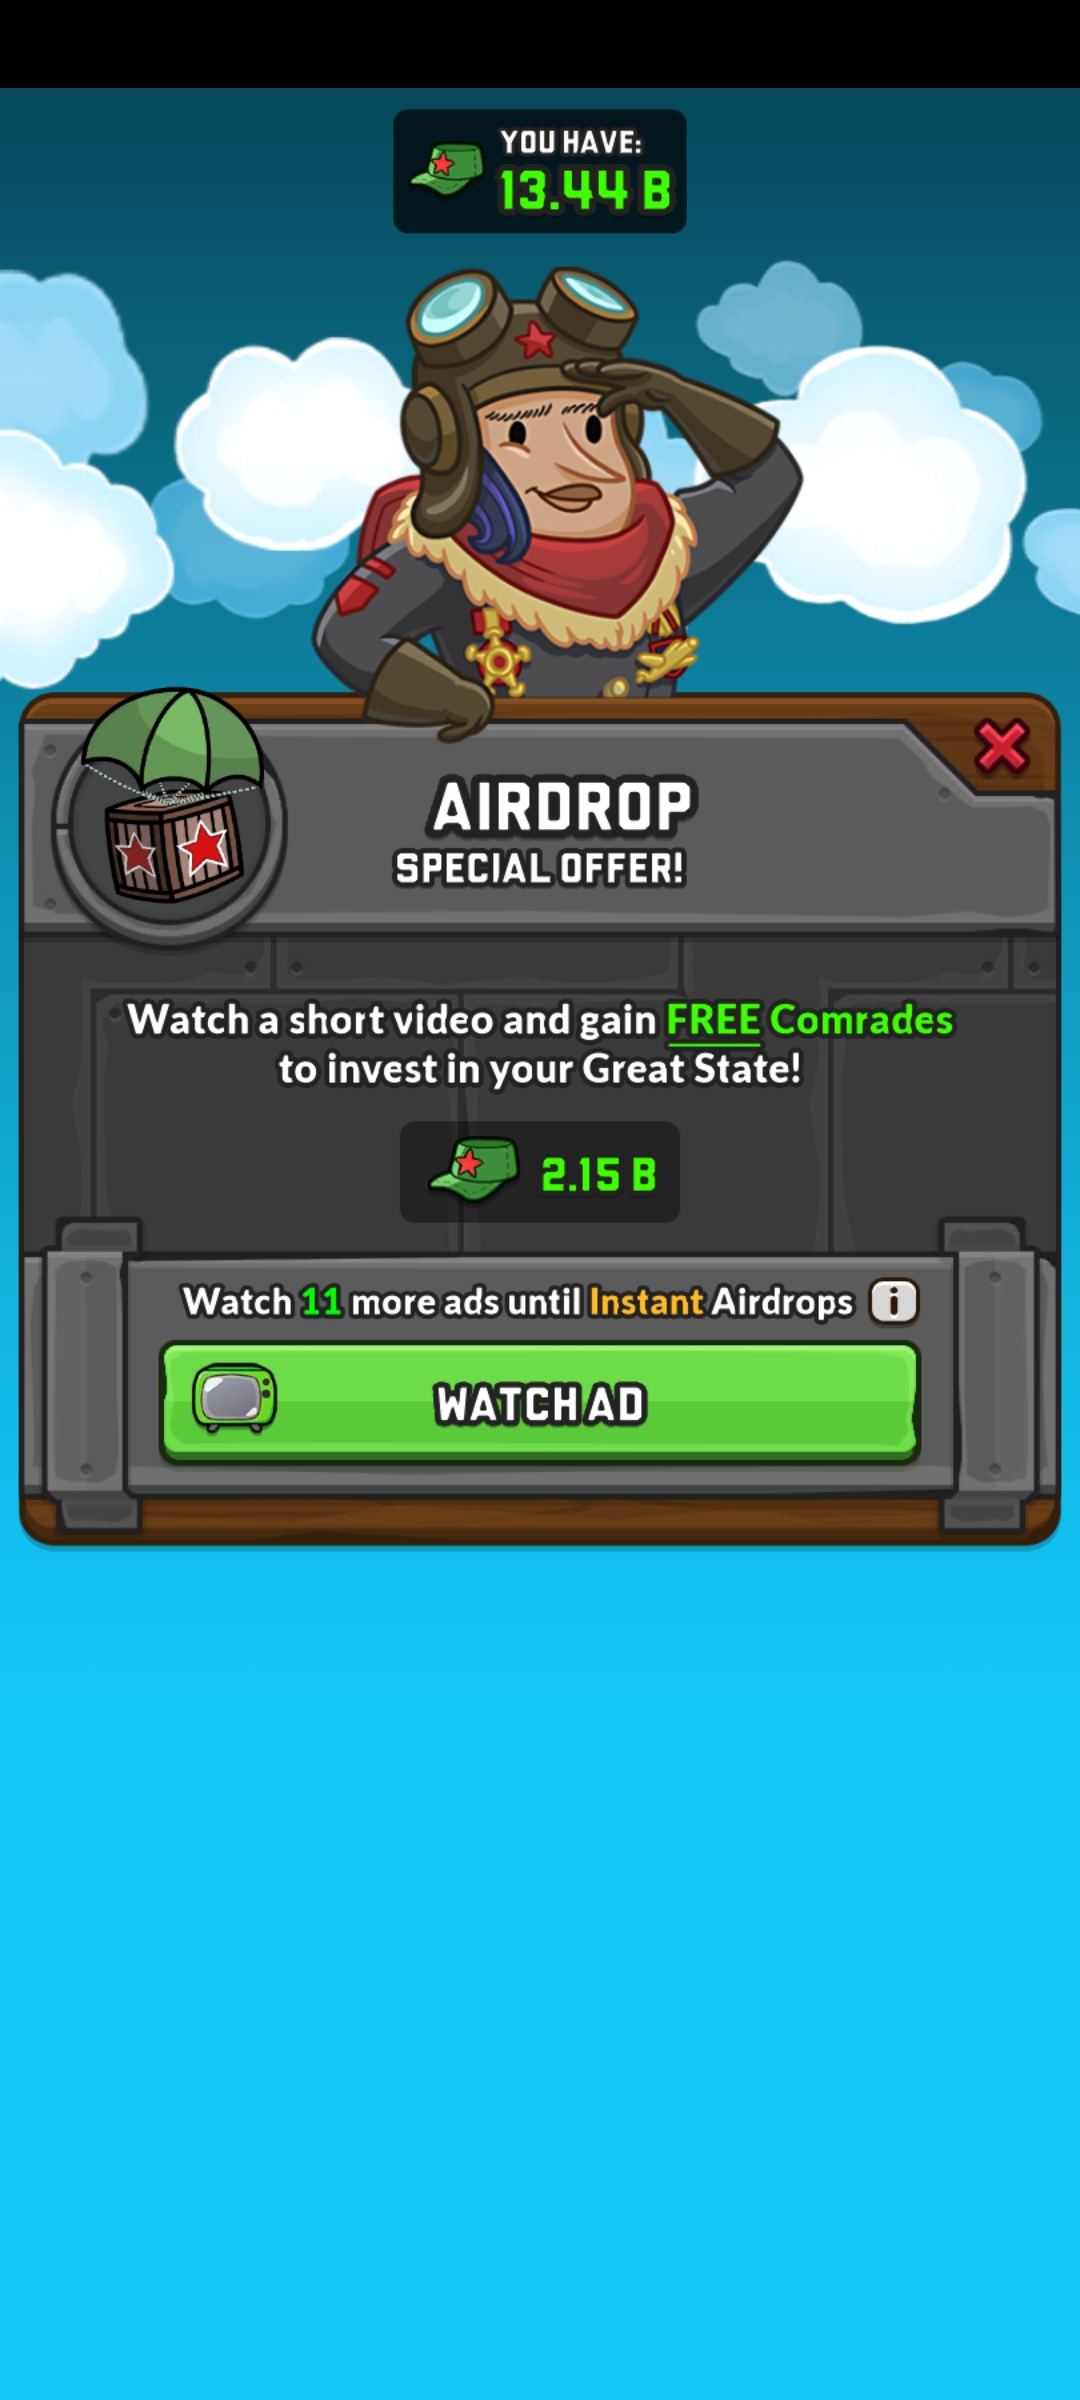 YOU HAVE:
13.44 B
AIRDROP
SPECIAL OFFER!
Watch a short video and gain FREE Comrades
to invest in your Great State!
2.15 B
Watch 11 more ads until Instant Airdrops i
WATCH AD